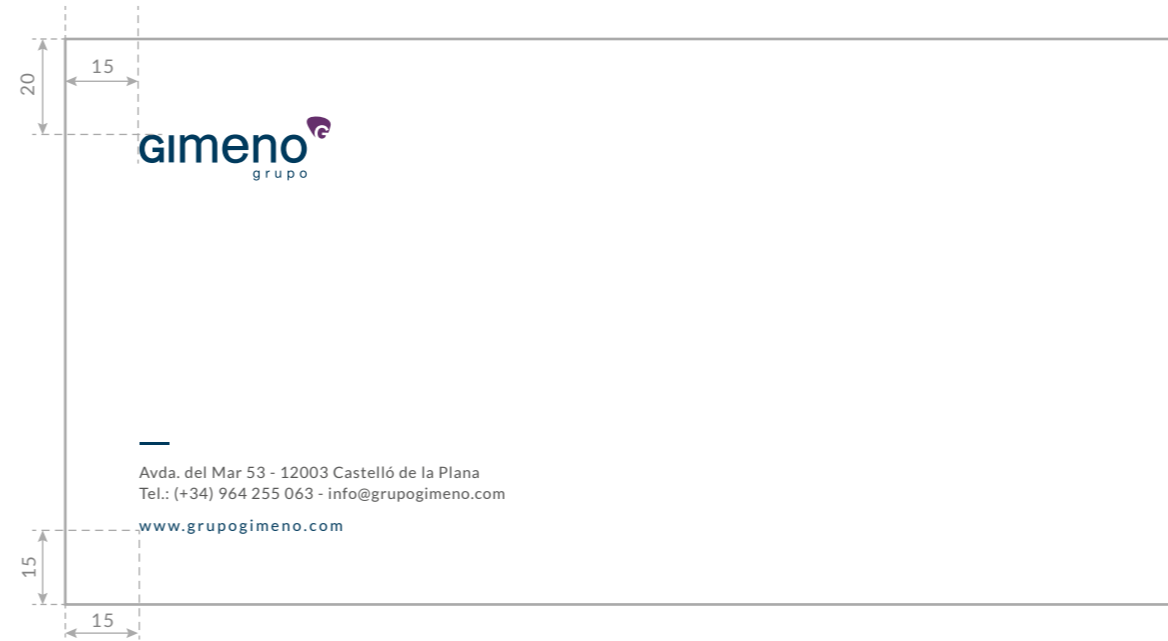 15
20
GIMENO G
grupo
Avda. del Mar 53 - 12003 Castelló de la Plana
Tel.: (+34) 964 255 063 - info@grupogimeno.com
www.grupogimeno.com
15
15